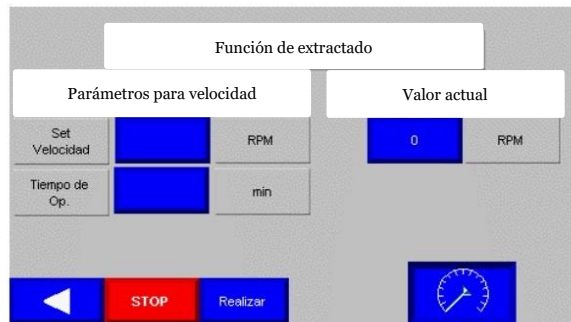 Función de extractado
Parámetros para velocidad
Valor actual
Set
Velocidad
RPM
0
RPM
Tiempo de
Op.
min
STOP
Realizar